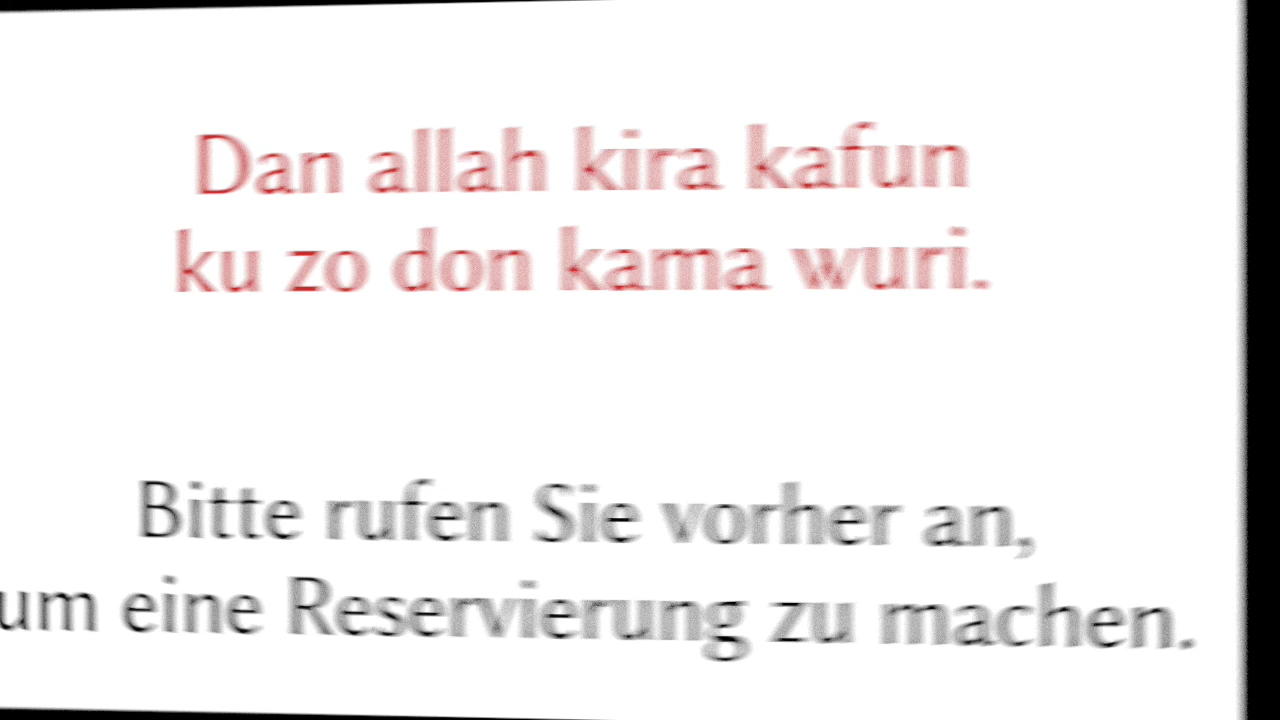 Dan allah kira kafun
ku zo don kama wuri.
Bitte rufen Sie vorher an,
um eine Reservierung zu machen.